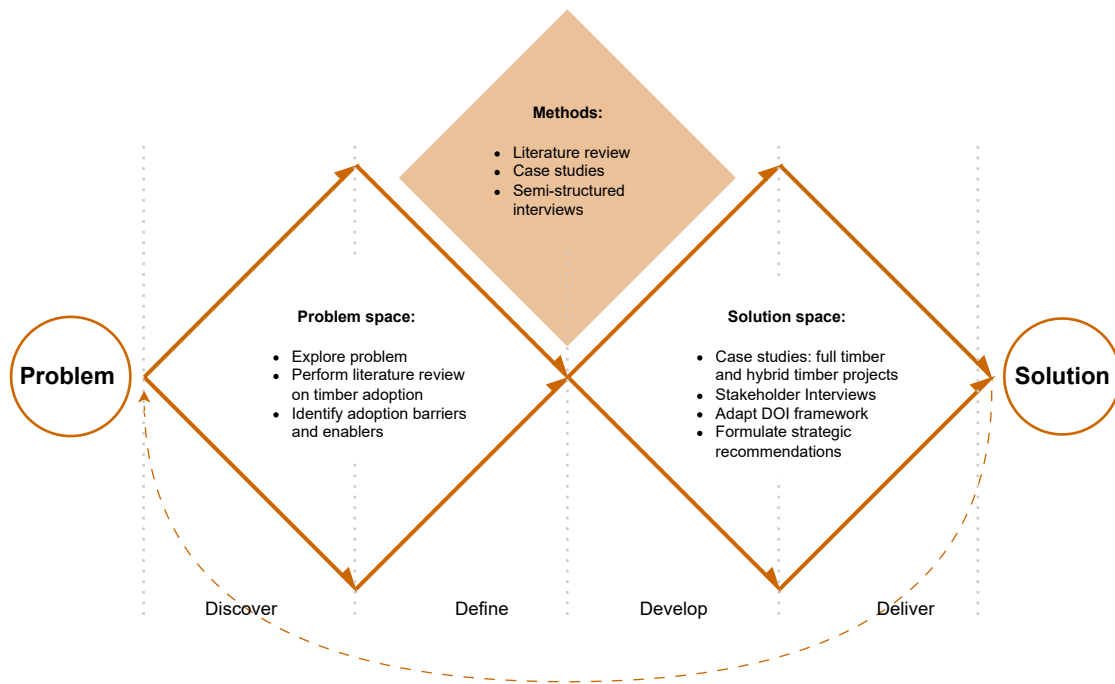 Methods:
• Literature review
• Case studies
• Semi-structured
interviews
Problem
Problem space:
• Explore problem
• Perform literature review
on timber adoption
• Identify adoption barriers
and enablers
Solution space:
• Case studies: full timber
and hybrid timber projects
• Stakeholder Interviews
• Adapt DOI framework
• Formulate strategic
recommendations
Solution
Discover
Define
Develop
Deliver